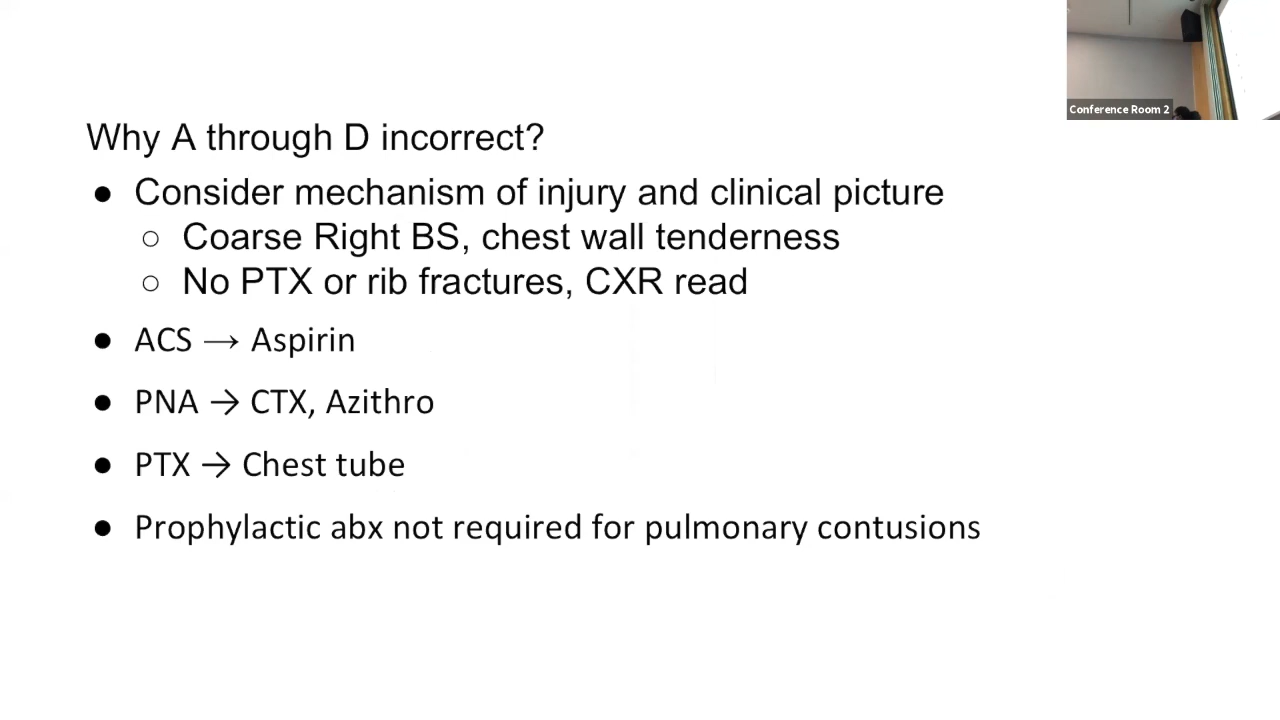 Conference Room 2
Why A through D incorrect?
● Consider mechanism of injury and clinical picture
○ Coarse Right BS, chest wall tenderness
○ No PTX or rib fractures, CXR read
● ACS → Aspirin
● PNA → CTX, Azithro
● PTX → Chest tube
● Prophylactic abx not required for pulmonary contusions